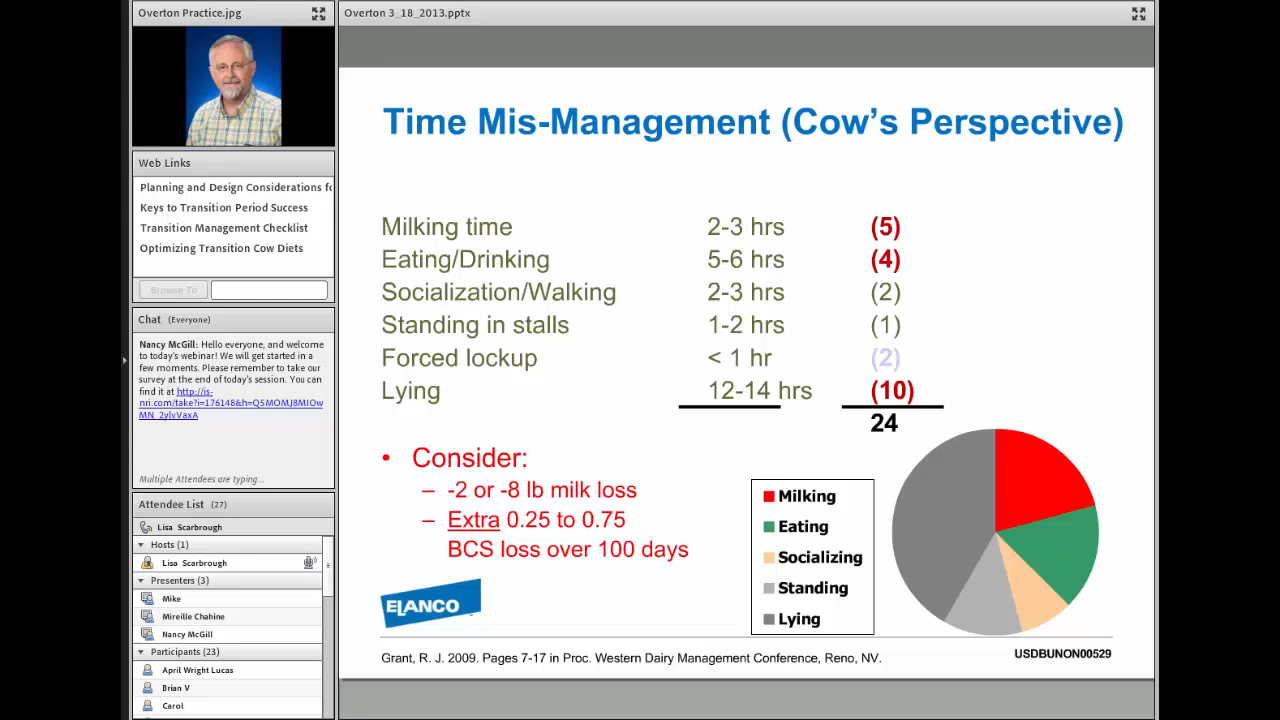 Overton Practice.jpg
Overton 3_18_2013.pptx
Web Links
Planning and Design Considerations fo
Keys to Transition Period Success
Transition Management Checklist
Optimizing Transition Cow Diets
Browse To
Chat (Everyone)
Nancy McGill: Hello everyone, and welcome
to today's webinar! We will get started in a
few moments. Please remember to take our
survey at the end of today's session. You can
find it at http://is-
Multiple Attendees are typing...
Attendee List (27)
Lisa Scarbrough
Hosts (1)
Lisa Scarbrough
Presenters (3)
Mike
Mireille Chahine
Nancy McGill
Participants (23)
April Wright Lucas
Brian V
Carol
Time Mis-Management (Cow's Perspective)
Milking time 2-3 hrs (5)
Eating/Drinking 5-6 hrs (4)
Socialization/Walking 2-3 hrs (2)
Standing in stalls 1-2 hrs (1)
Forced lockup < 1 hr (2)
Lying 12-14 hrs (10)
24
• Consider:
– -2 or -8 lb milk loss
– Extra 0.25 to 0.75
BCS loss over 100 days
Milking
Eating
Socializing
Standing
Lying
ELANCO
Grant, R. J. 2009. Pages 7-17 in Proc. Western Dairy Management Conference, Reno, NV.
USDBUNON00529